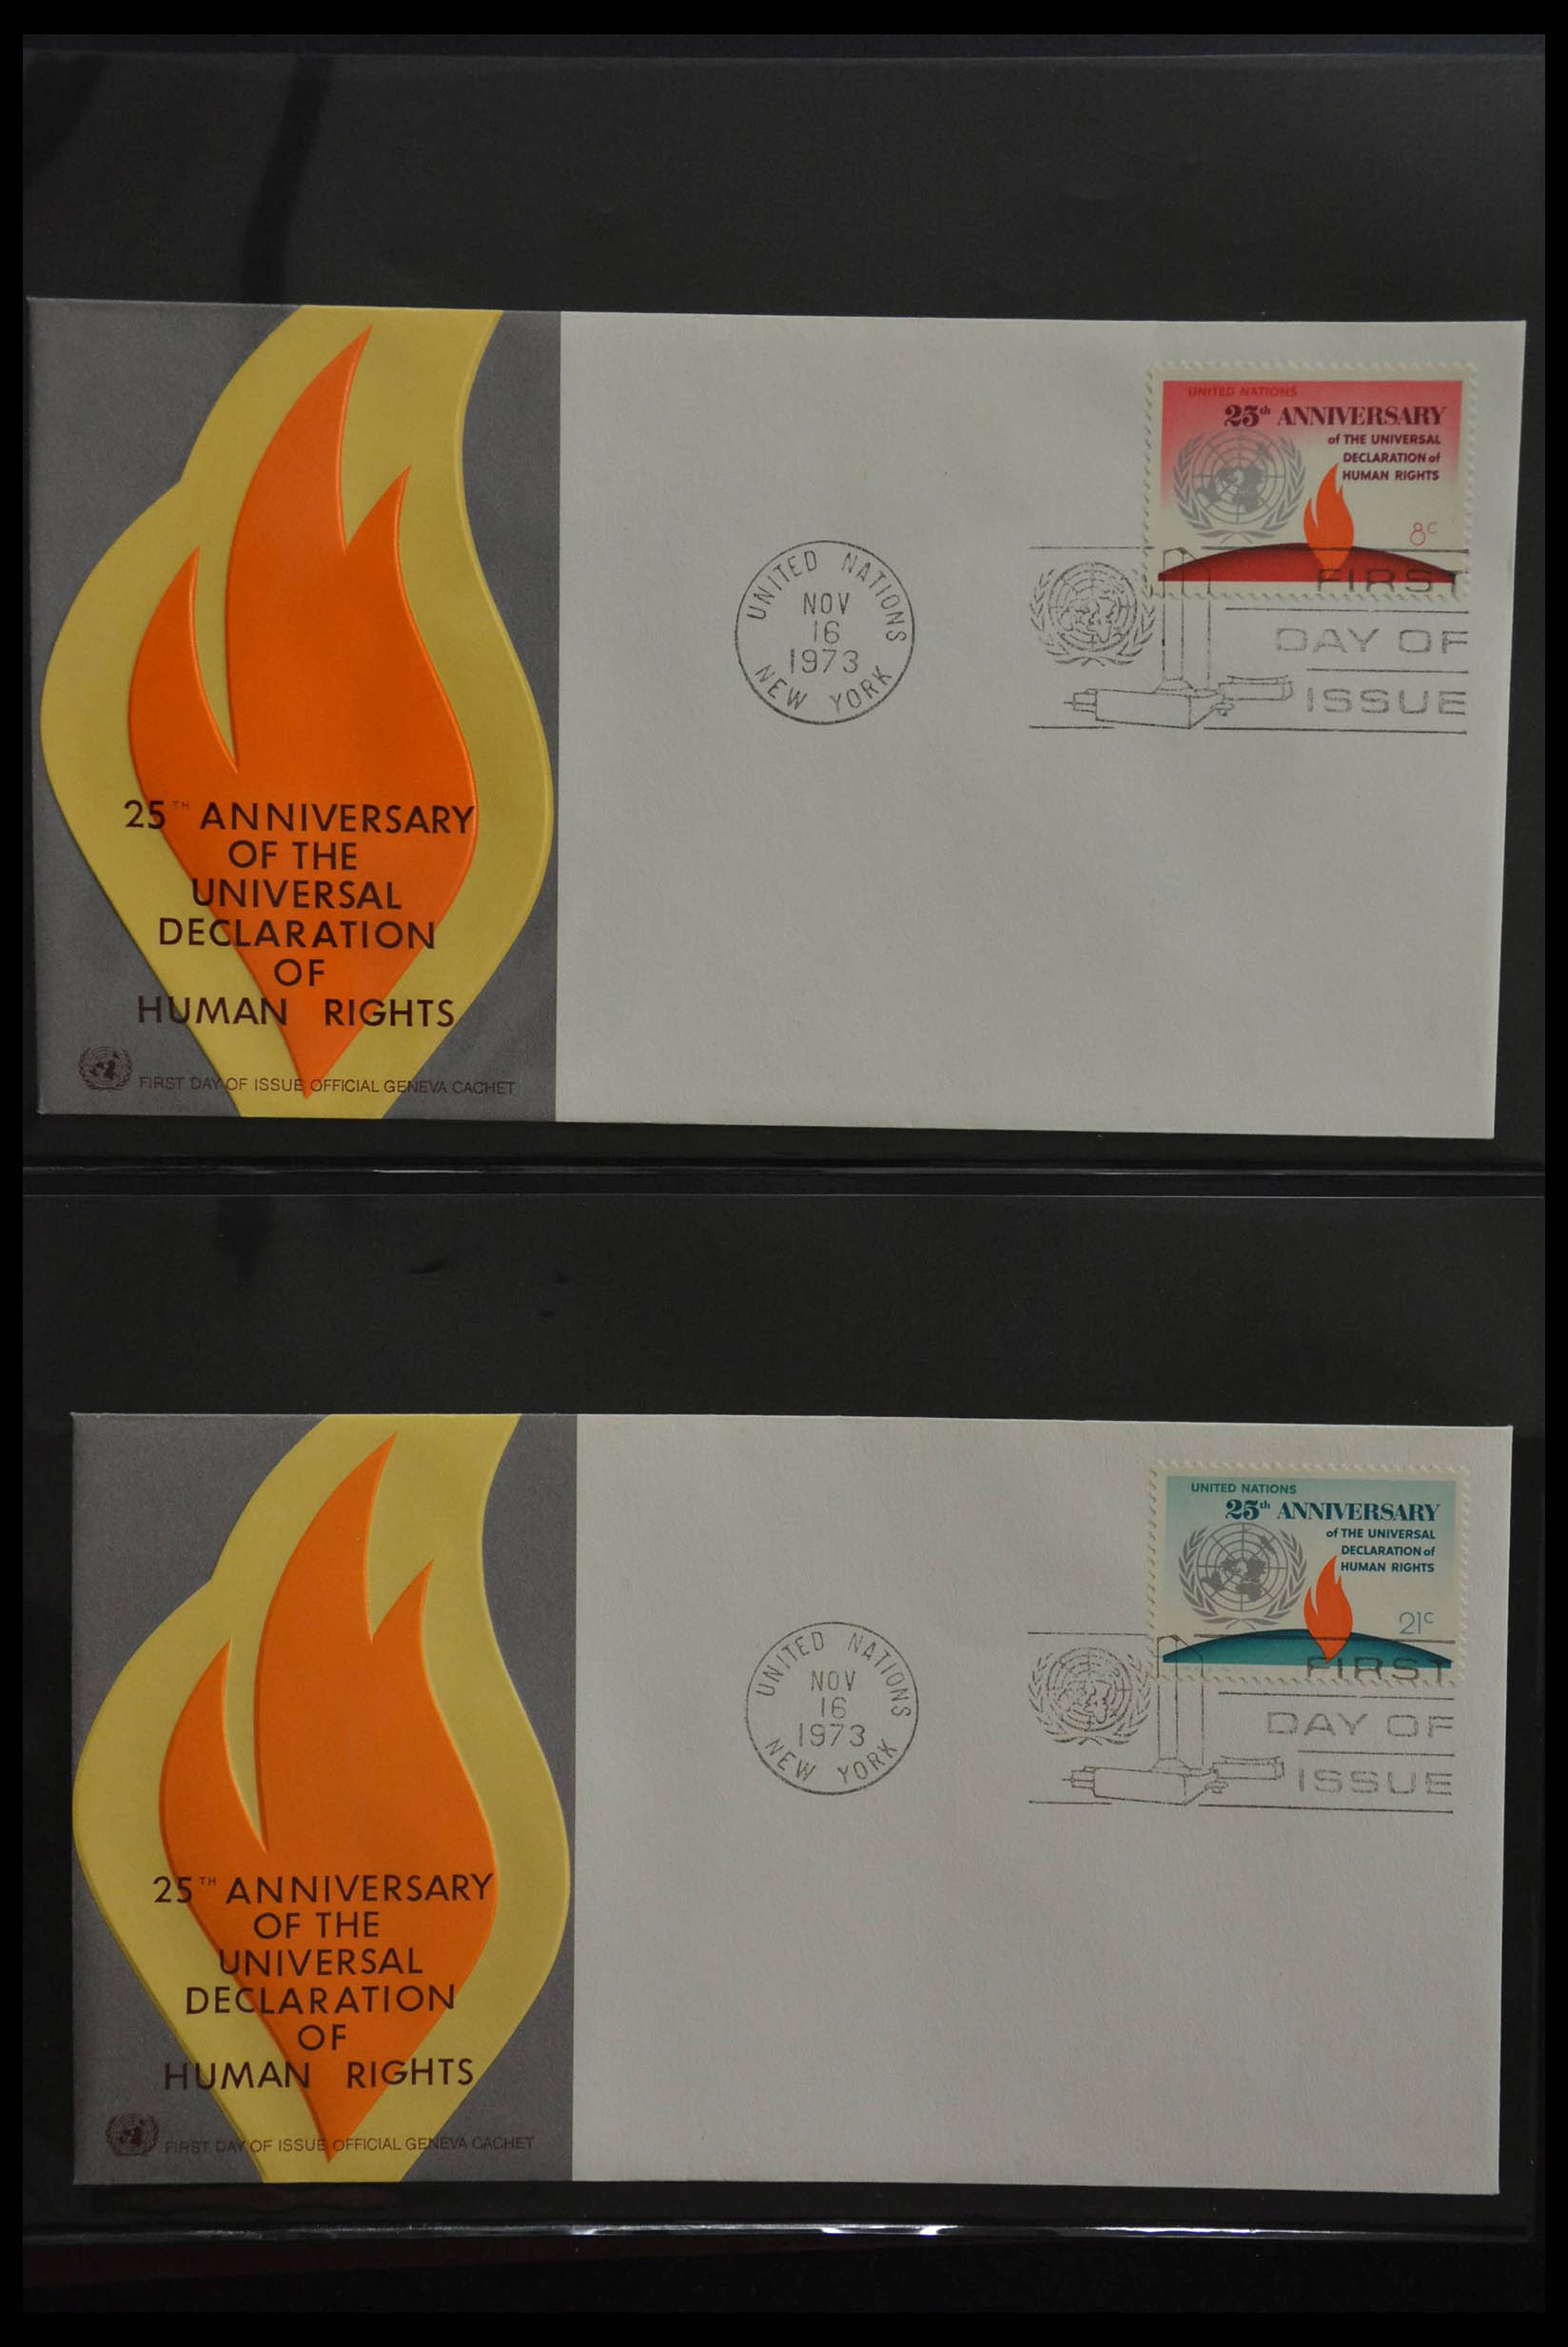 UNITED NATIONS
25th ANNIVERSARY
of THE UNIVERSAL
DECLARATION of
HUMAN RIGHTS
8c
UNITED NATIONS
NOV
16
1973
NEW YORK
FIRST
DAY OF
ISSUE
25TH ANNIVERSARY
OF THE
UNIVERSAL
DECLARATION
OF
HUMAN RIGHTS
FIRST DAY OF ISSUE OFFICIAL GENEVA CACHET
UNITED NATIONS
25th ANNIVERSARY
of THE UNIVERSAL
DECLARATION of
HUMAN RIGHTS
21c
UNITED NATIONS
NOV
16
1973
NEW YORK
FIRST
DAY OF
ISSUE
25TH ANNIVERSARY
OF THE
UNIVERSAL
DECLARATION
OF
HUMAN RIGHTS
FIRST DAY OF ISSUE OFFICIAL GENEVA CACHET